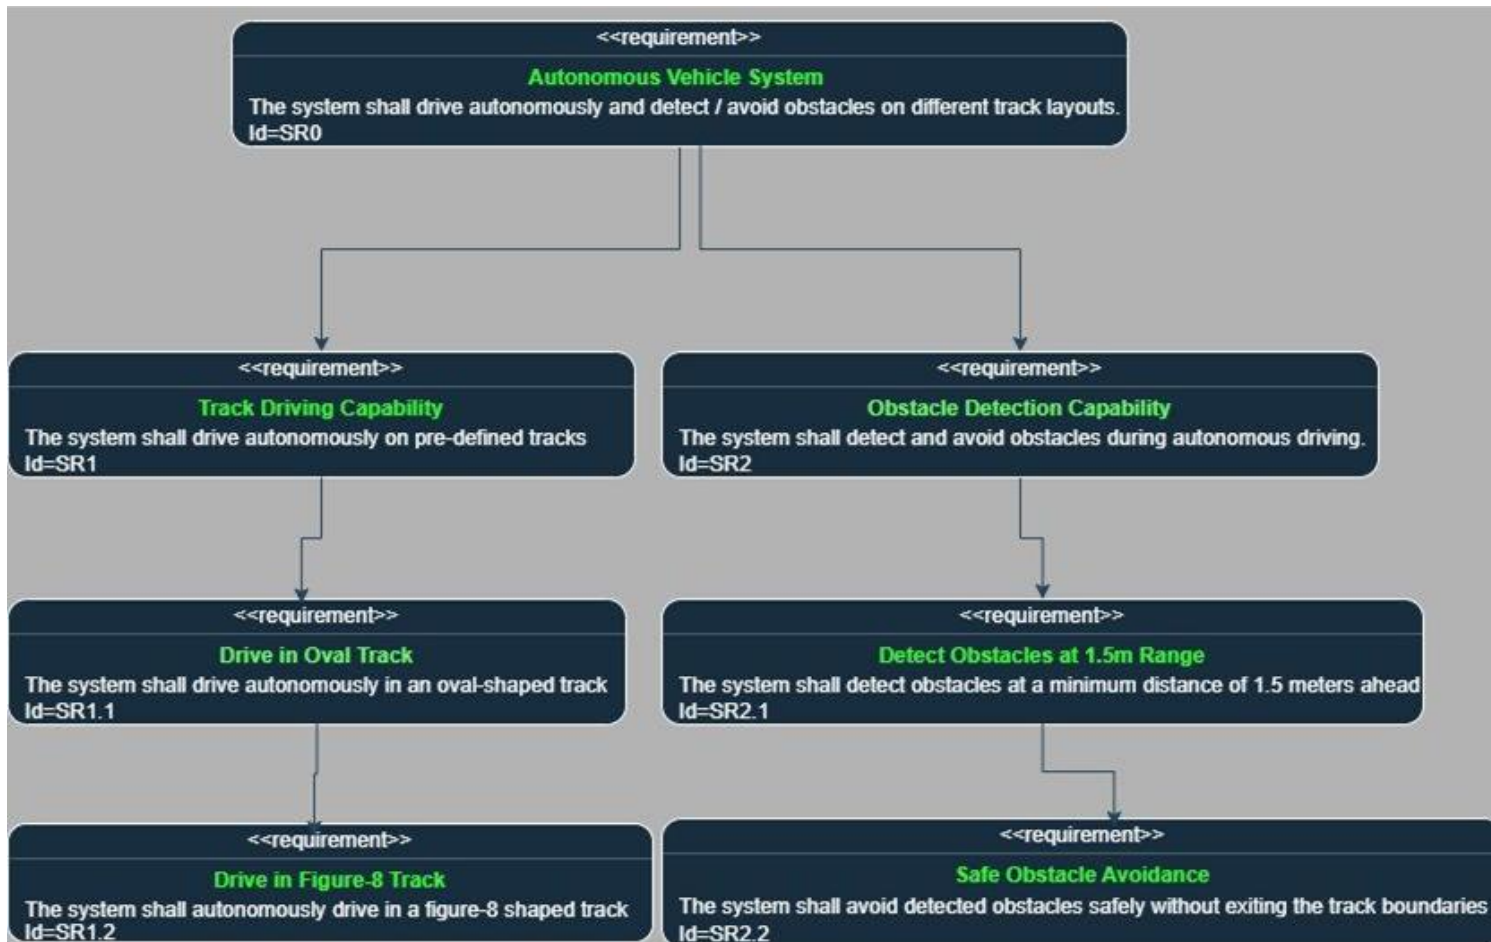 <<requirement>>
Autonomous Vehicle System
The system shall drive autonomously and detect / avoid obstacles on different track layouts.
Id=SR0
<<requirement>>
Track Driving Capability
The system shall drive autonomously on pre-defined tracks
Id=SR1
<<requirement>>
Obstacle Detection Capability
The system shall detect and avoid obstacles during autonomous driving.
Id=SR2
<<requirement>>
Drive in Oval Track
The system shall drive autonomously in an oval-shaped track
Id=SR1.1
<<requirement>>
Detect Obstacles at 1.5m Range
The system shall detect obstacles at a minimum distance of 1.5 meters ahead
Id=SR2.1
<<requirement>>
Drive in Figure-8 Track
The system shall autonomously drive in a figure-8 shaped track
Id=SR1.2
<<requirement>>
Safe Obstacle Avoidance
The system shall avoid detected obstacles safely without exiting the track boundaries
Id=SR2.2